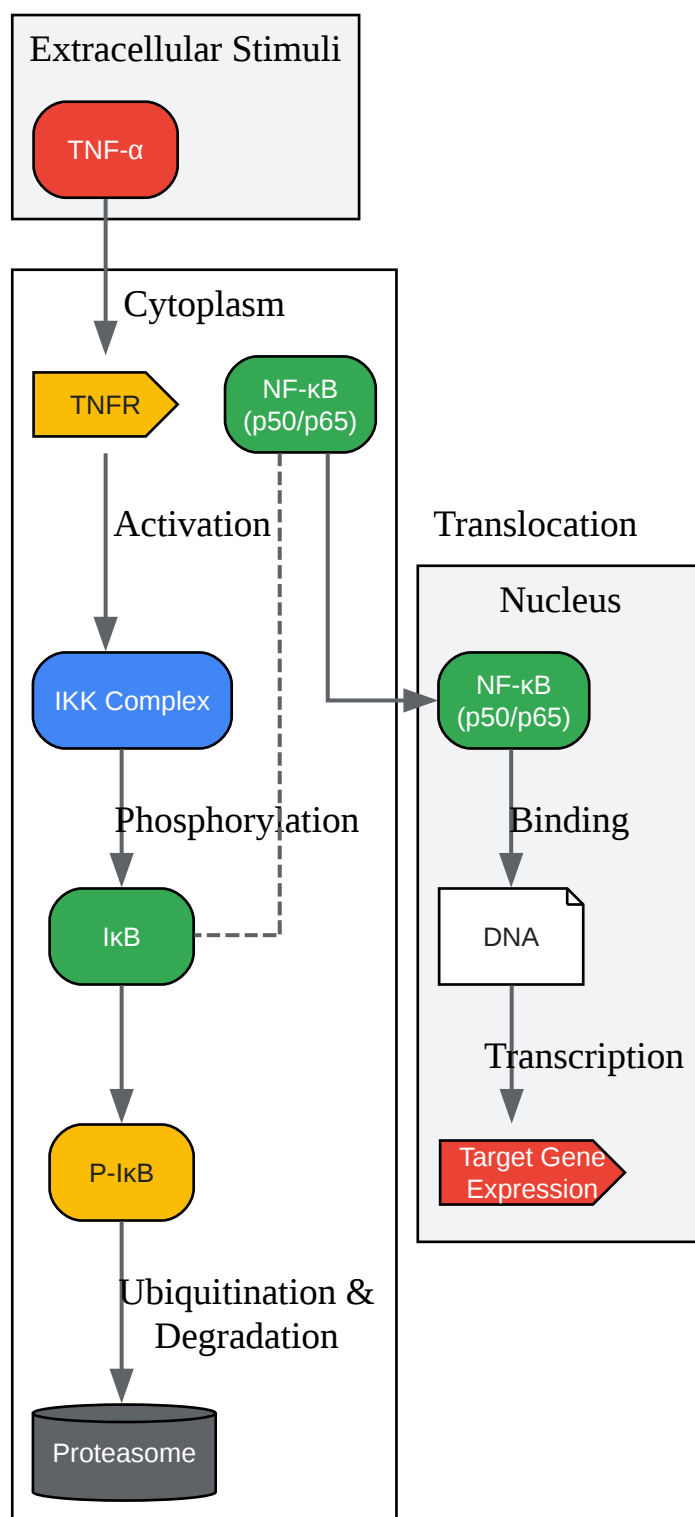 Extracellular Stimuli
TNF-α
Cytoplasm
TNFR
NF-κB
(p50/p65)
Activation
Translocation
Nucleus
IKK Complex
NF-κB
(p50/p65)
Phosphorylation
Binding
IκB
DNA
Transcription
P-IκB
Target Gene
Expression
Ubiquitination &
Degradation
Proteasome